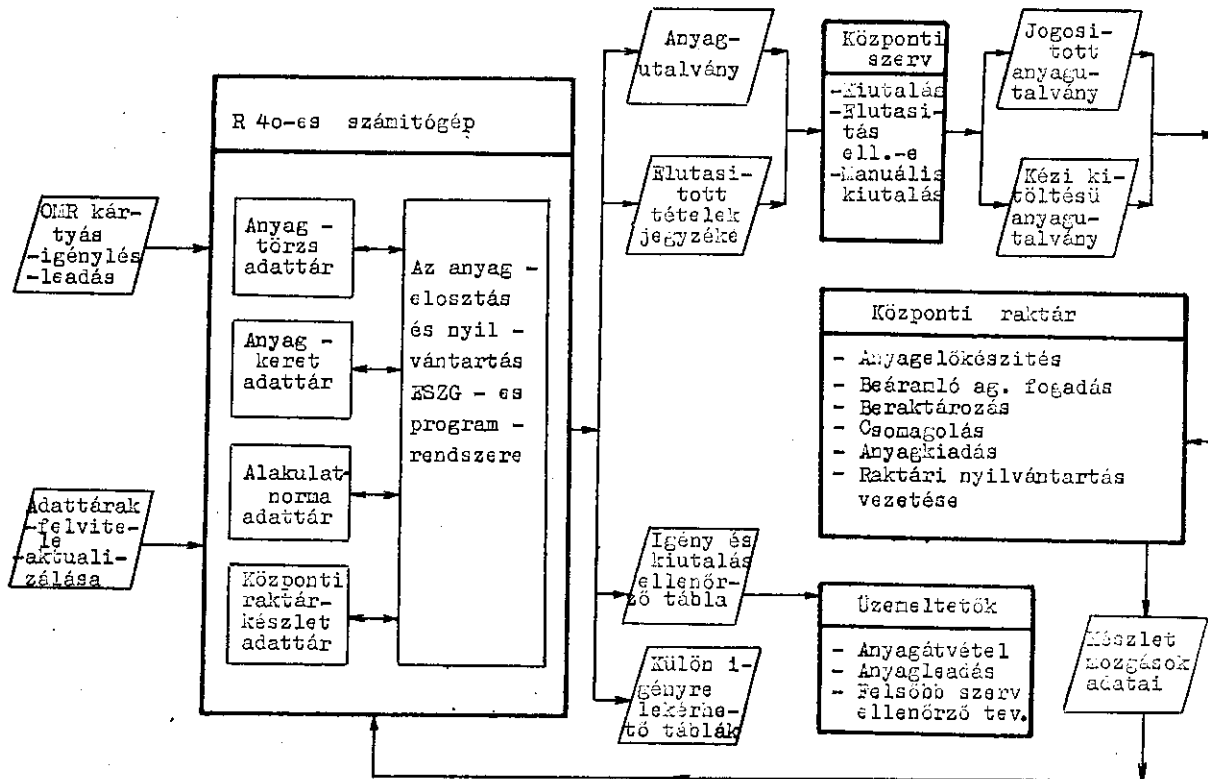 OMR kár-
tyás
-igénylés
-leadás
Adattárak
-felvite-
le
-aktuali-
zálása
R 4o-es számitógép
Anyag -
törzs
adattár
Anyag -
keret
adattár
Alakulat-
norma
adattár
Központi
raktár-
készlet
adattár
Az anyag -
elosztás
és nyil -
vántartás
ESZG - es
program -
rendszere
Anyag-
utalvány
Elutasi-
tott
tételek
jegyzéke
Igény és
kiutalás
ellenőr-
ző tábla
Külön i-
gényre
lekérhe-
tő táblák
Központi
szerv
-Kiutalás
-Elutasi-
tás
ell.-e
-Manuális
kiutalás
Jogosi-
tott
anyagu-
talvány
Kézi ki-
töltésü
anyagu-
talvány
Központi raktár
- Anyagelőkészités
- Beáramló ag. fogadás
- Beraktározás
- Csomagolás
- Anyagkiadás
- Raktári nyilvántartás
vezetése
Üzemeltetők
- Anyagátvétel
- Anyagleadás
- Felsőbb szerv
ellenőrző tev.
Készlet
mozgások
adatai